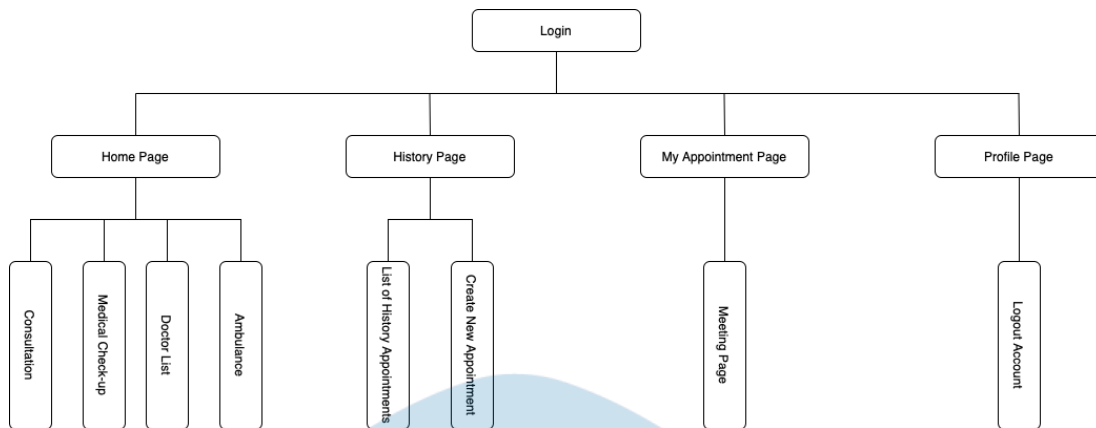 Login
Home Page
History Page
My Appointment Page
Profile Page
Consultation
Medical Check-up
Doctor List
Ambulance
List of History Appointments
Create New Appointment
Meeting Page
Logout Account